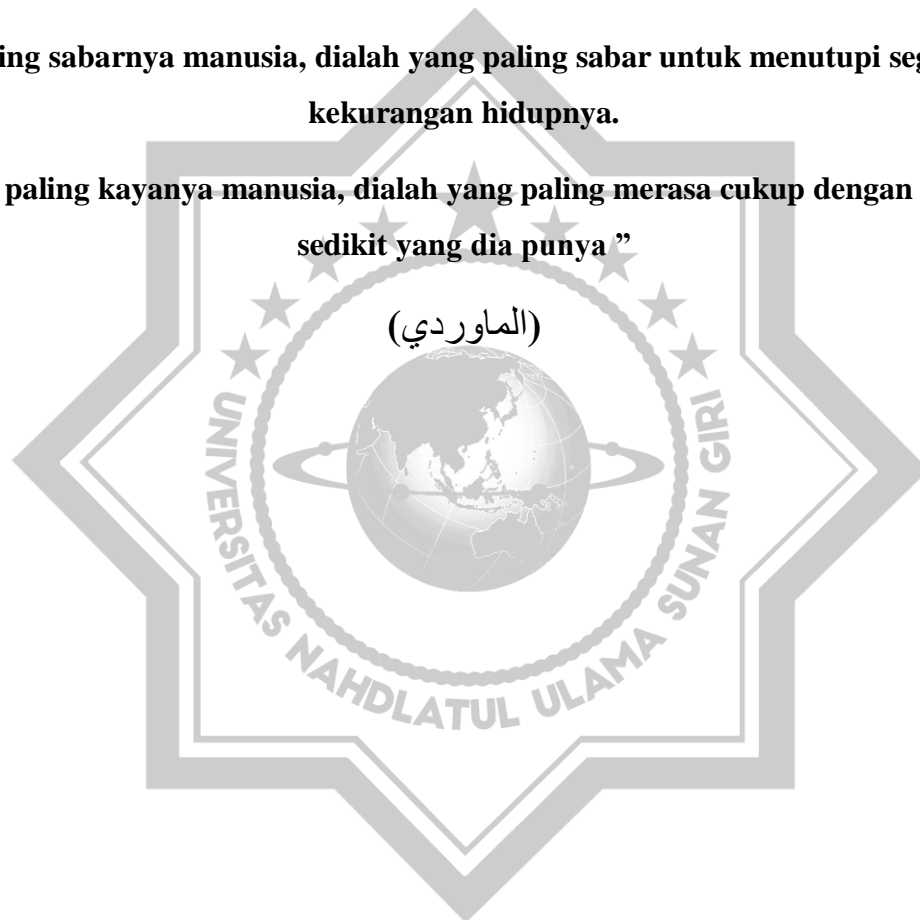 ing sabarnya manusia, dialah yang paling sabar untuk menutupi seg
kekurangan hidupnya.
paling kayanya manusia, dialah yang paling merasa cukup dengan
sedikit yang dia punya ”
(الماوردي)
UNIVERSITAS NAHDLATUL ULAMA SUNAN GIRI